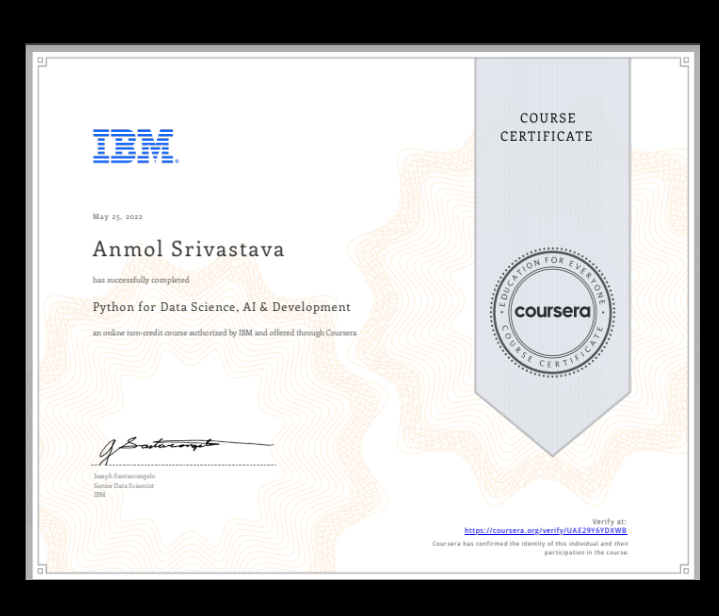 COURSE
CERTIFICATE
IBM
May 25, 2022
Anmol Srivastava
has successfully completed
Python for Data Science, AI & Development
an online non-credit course authorized by IBM and offered through Coursera
EDUCATION FOR EVERYONE
coursera
COURSE CERTIFICATE
Joseph Santarcangelo
Senior Data Scientist
IBM
Verify at:
https://coursera.org/verify/UAE29Y6YDXWB
Coursera has confirmed the identity of this individual and their
participation in the course.